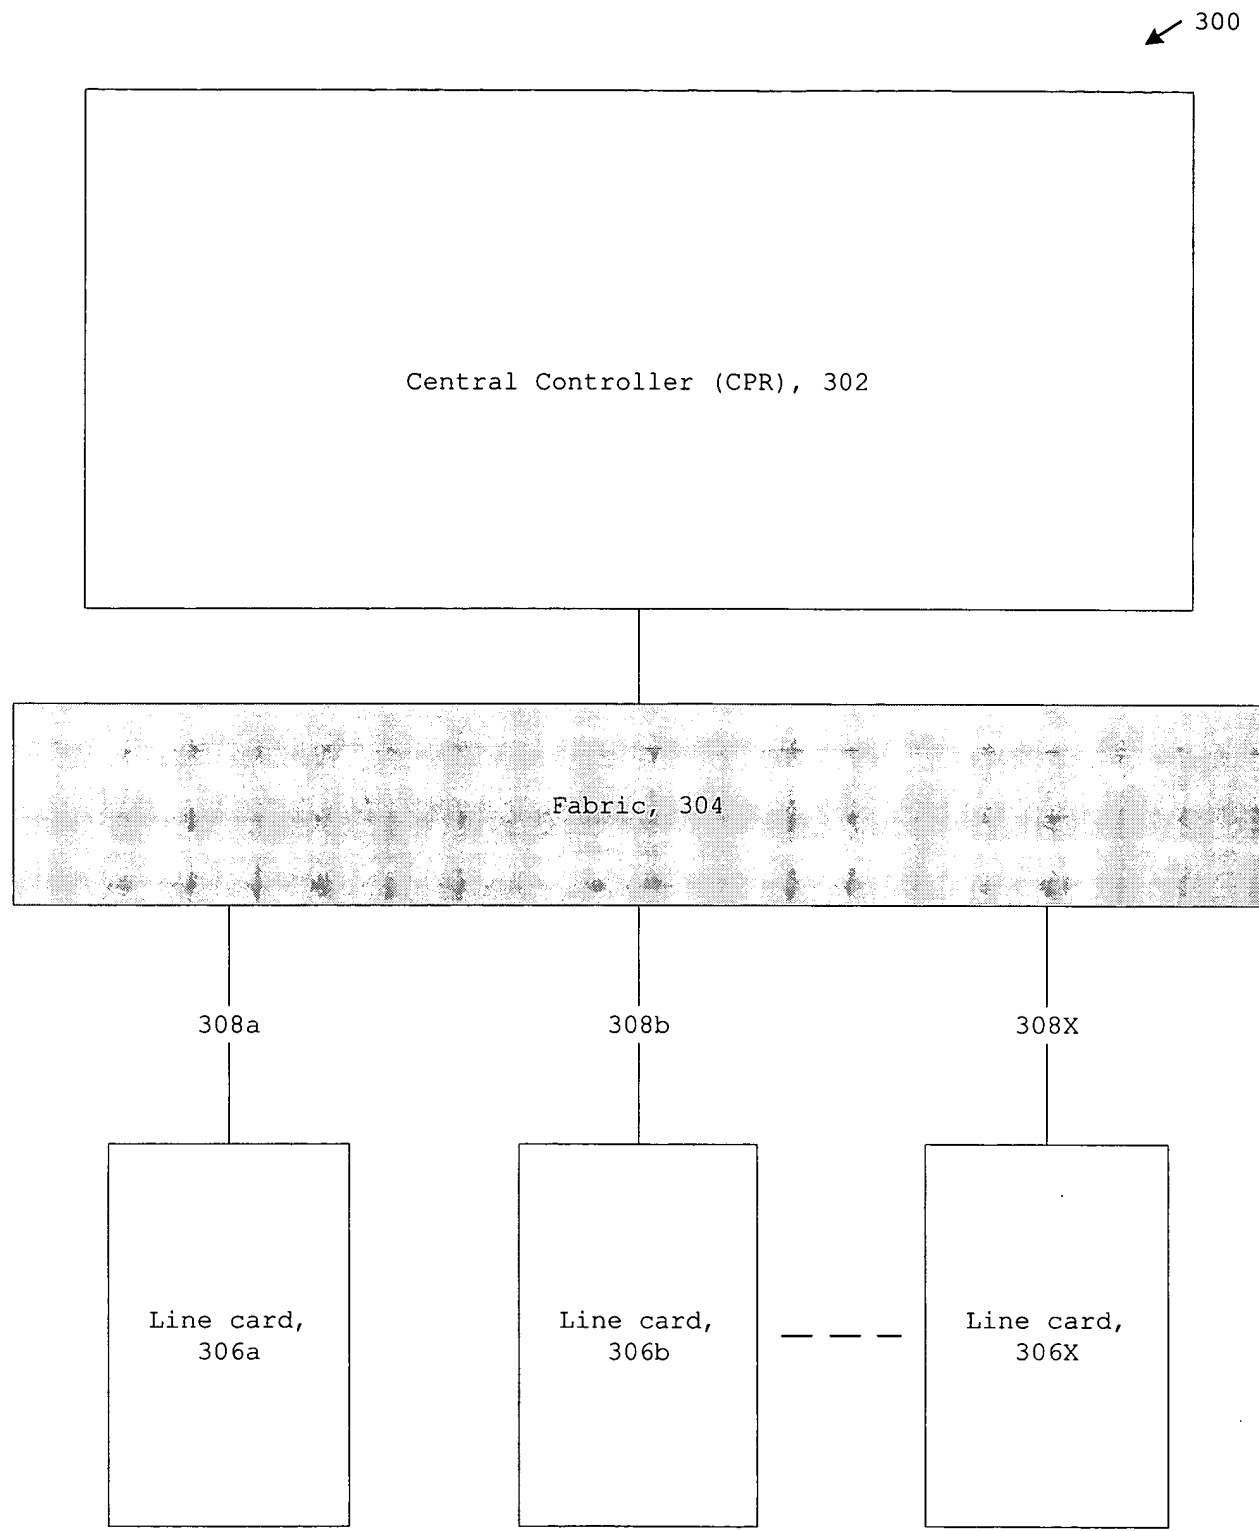 300
Central Controller (CPR), 302
Fabric, 304
308a
308b
308X
Line card,
306a
Line card,
306b
Line card,
306X